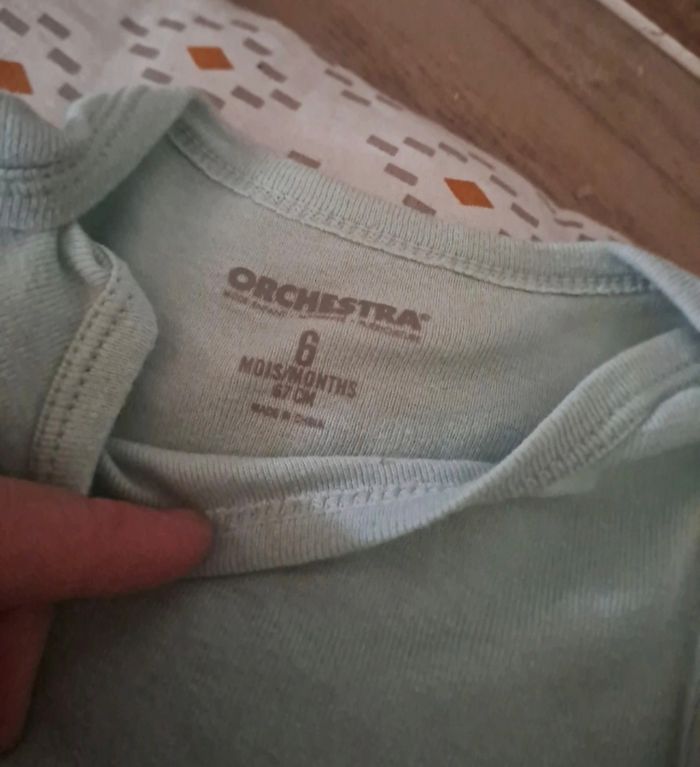 ORCHESTRA
6
MOIS/MONTHS
67 CM
MADE IN CHINA